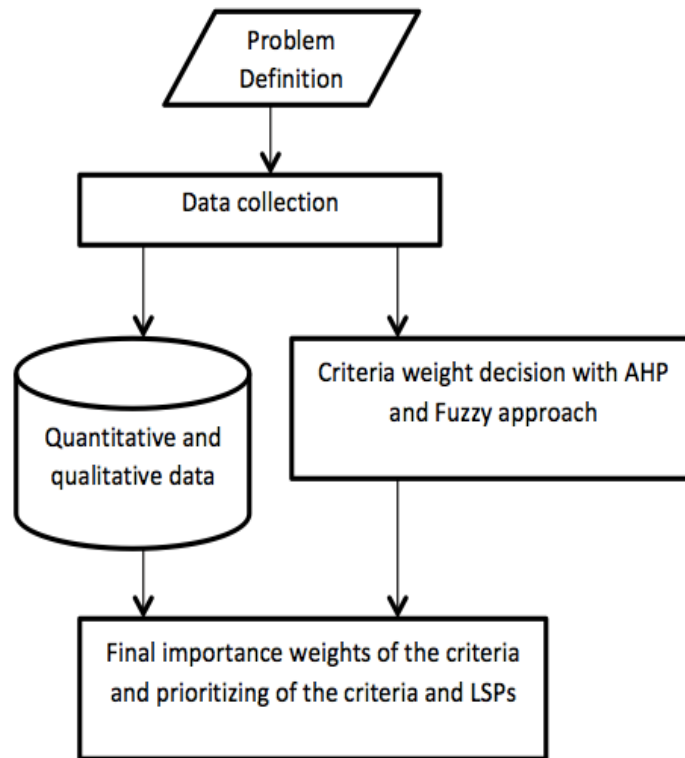 Problem
Definition
Data collection
Quantitative and
qualitative data
Criteria weight decision with AHP
and Fuzzy approach
Final importance weights of the criteria
and prioritizing of the criteria and LSPs